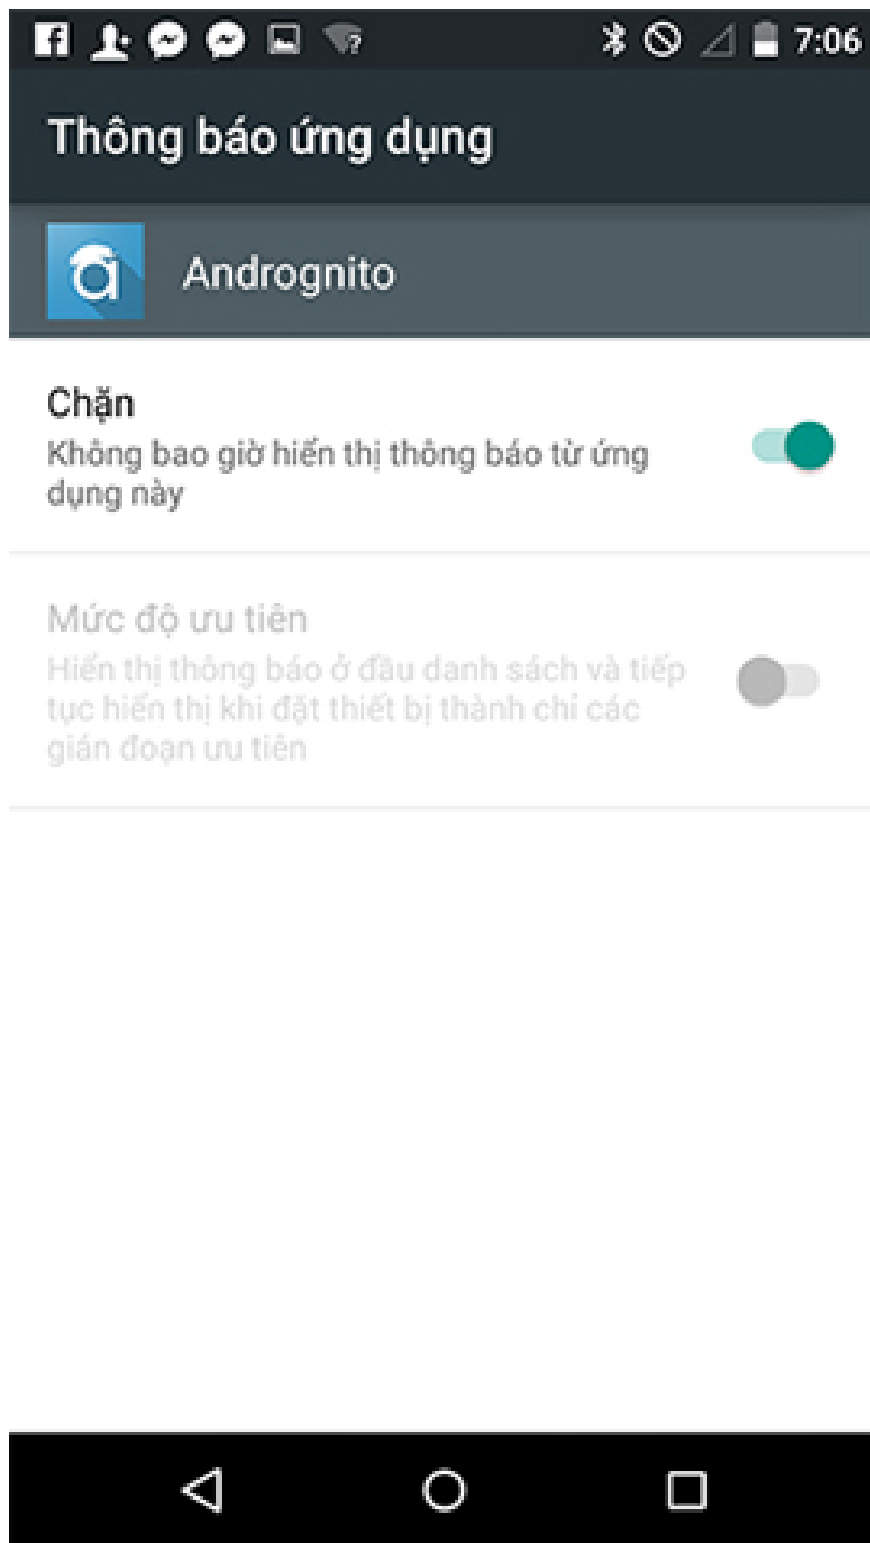 7:06
Thông báo ứng dụng
Andrognito
Chặn
Không bao giờ hiển thị thông báo từ ứng
dụng này
Mức độ ưu tiên
Hiển thị thông báo ở đầu danh sách và tiếp
tục hiển thị khi đặt thiết bị thành chỉ các
gián đoạn ưu tiên